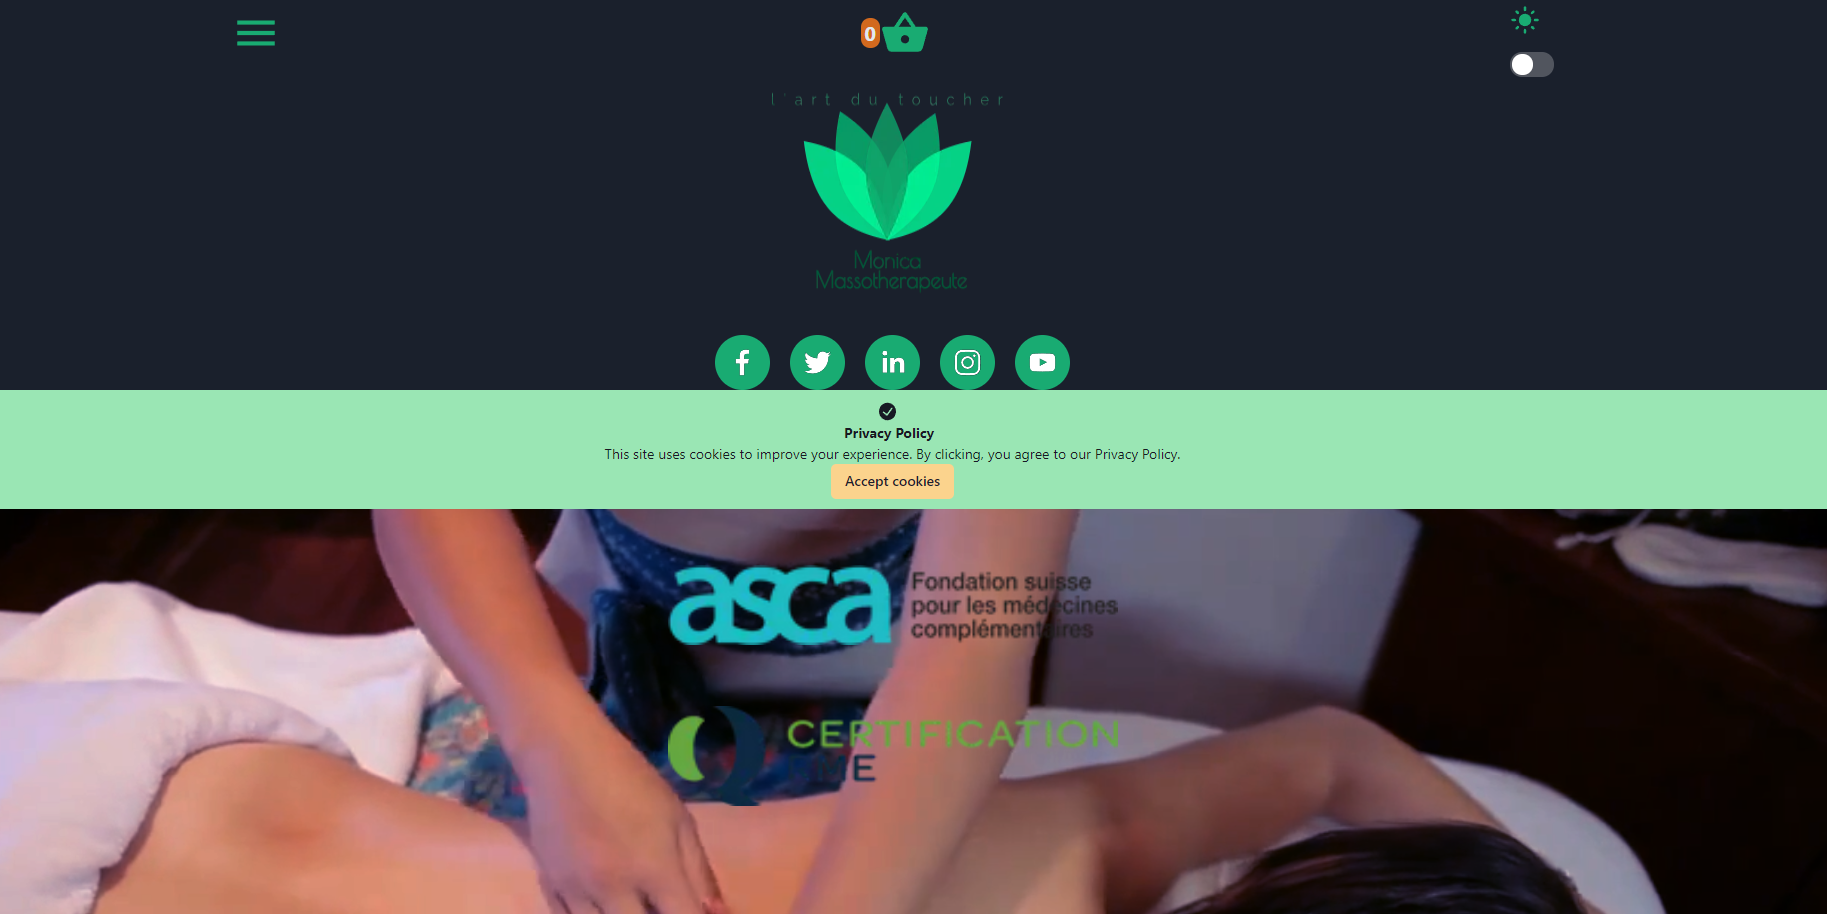 0
l'art du toucher
Monica
Massotherapeute
Privacy Policy
This site uses cookies to improve your experience. By clicking, you agree to our Privacy Policy.
Accept cookies
asca
Fondation suisse
pour les médecines
complémentaires
CERTIFICATION